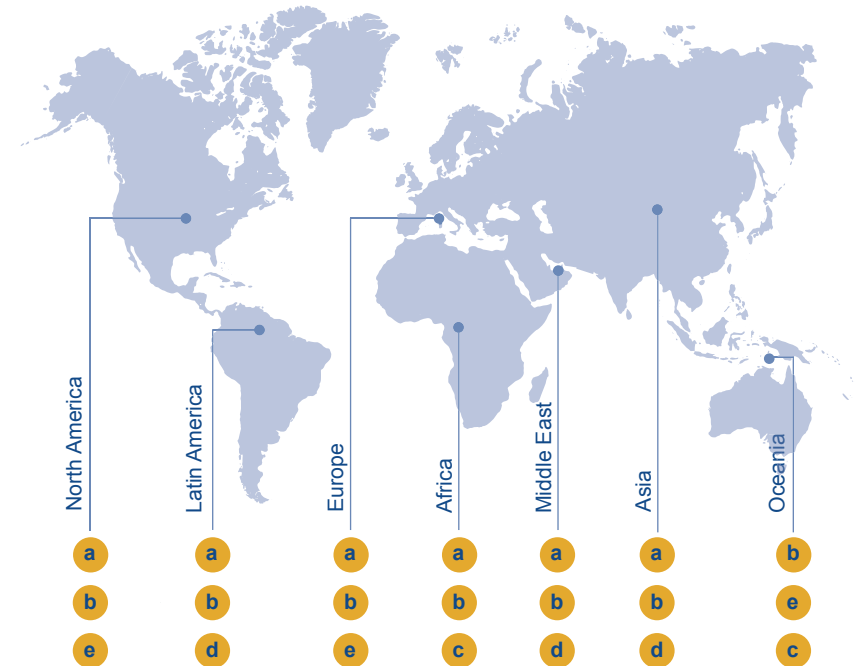 North America
Latin America
Europe
Africa
Middle East
Asia
Oceania
a a a a a a b
b b b b b b e
e d e c d d c